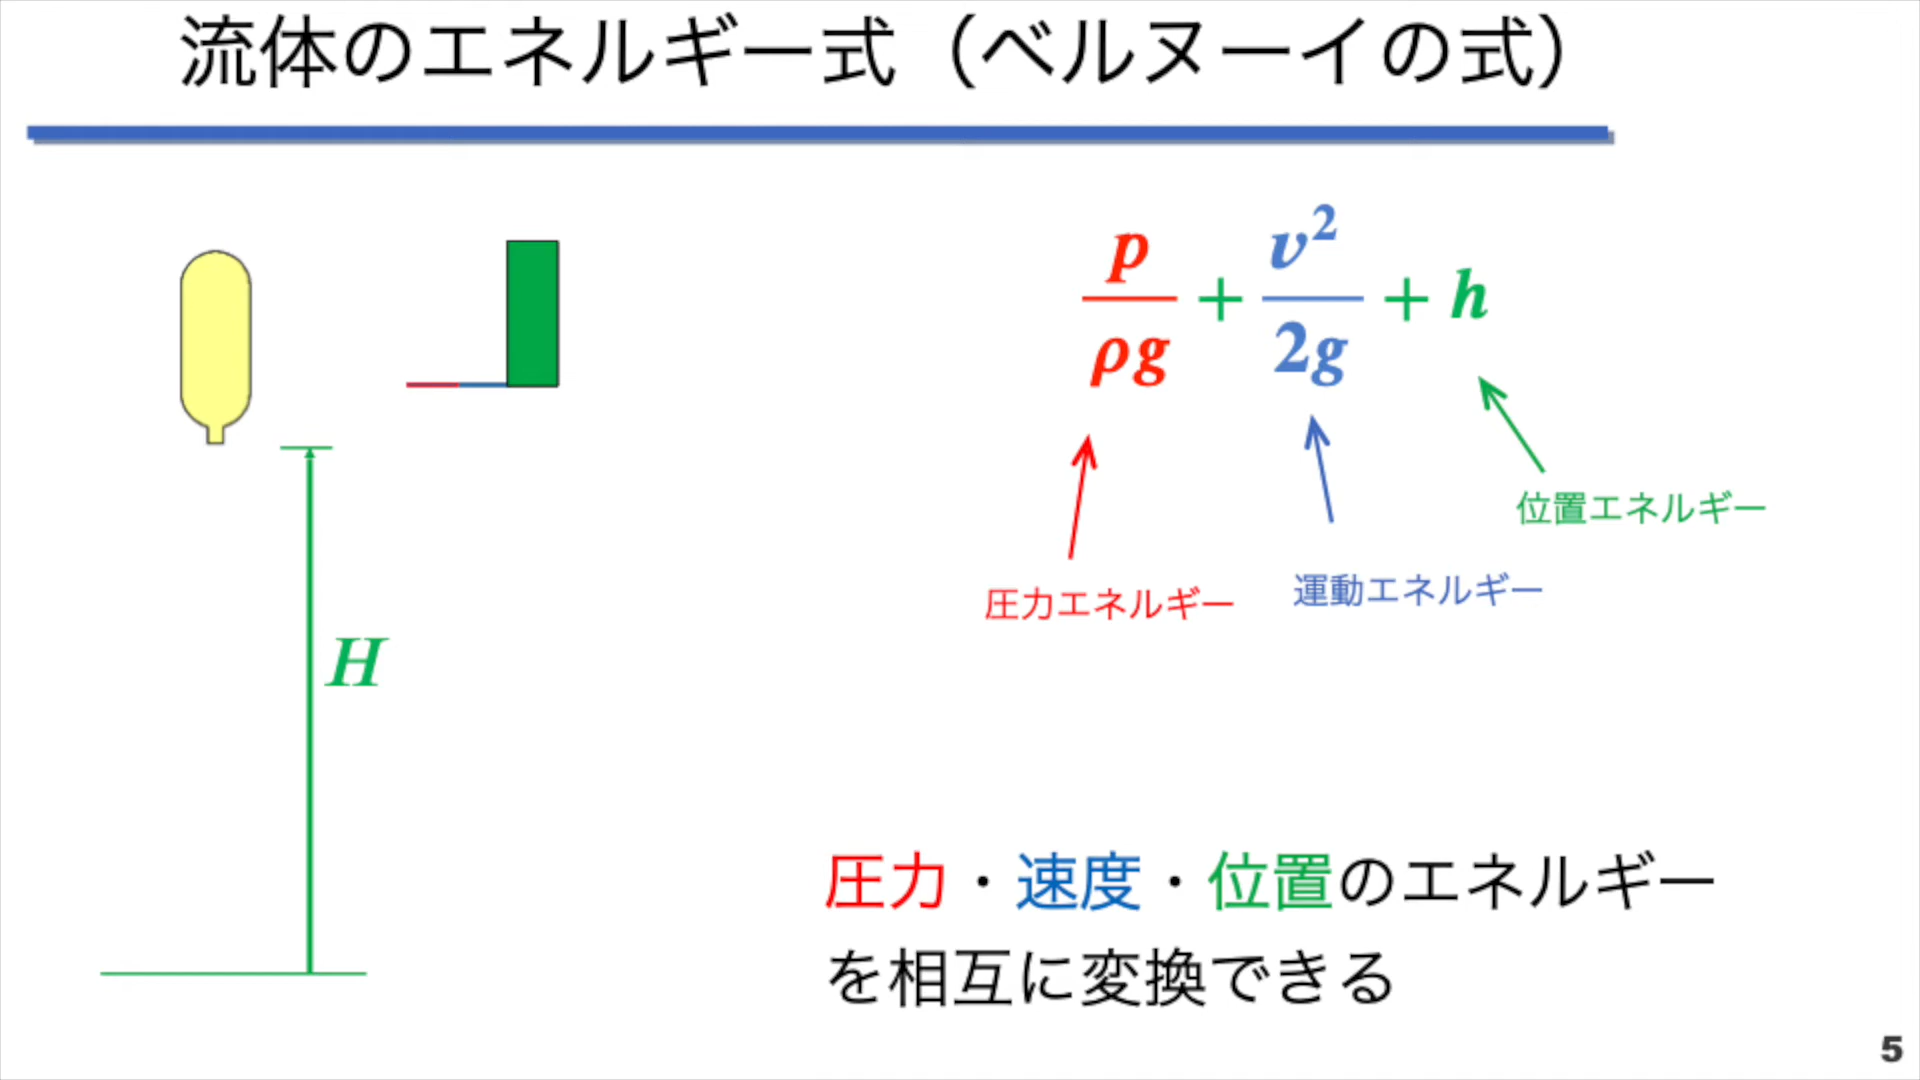 流体のエネルギー式（ベルヌーイの式）
p/ρg + v²/2g + h
位置エネルギー
運動エネルギー
圧力エネルギー
H
圧力・速度・位置のエネルギー
を相互に変換できる
5